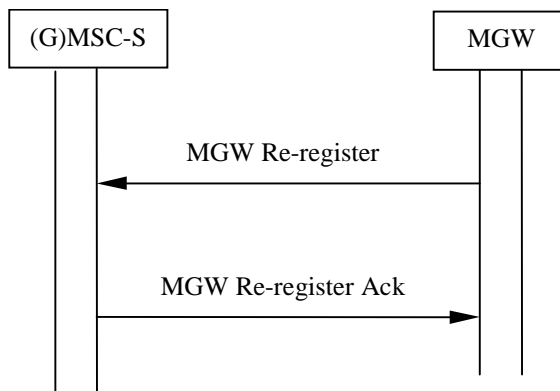 (G)MSC-S
MGW
MGW Re-register
MGW Re-register Ack